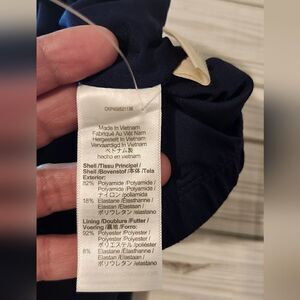 Made In Vietnam
Fabriqué Au Viet Nam
Hergestellt In Vietnam
Vervaardigd In Vietnam
ベトナム製
hecho en vietnam
Shell /Tissu Principal /
Shell /Bovenstof /本体 /Tela
Exterior:
82% Polyamide /Polyamide /
Polyamid /Polyamide /
ナイロン /poliamida
18% Elastane /Elasthanne /
Elastan /Elastaan /
ポリウレタン /elastano
Lining /Doublure /Futter /
Voering /裏地 /Forro:
92% Polyester /Polyester /
Polyester /Polyester /
ポリエステル /poliéster
8% Elastane /Elasthanne /
Elastan /Elastaan /
ポリウレタン /elastano